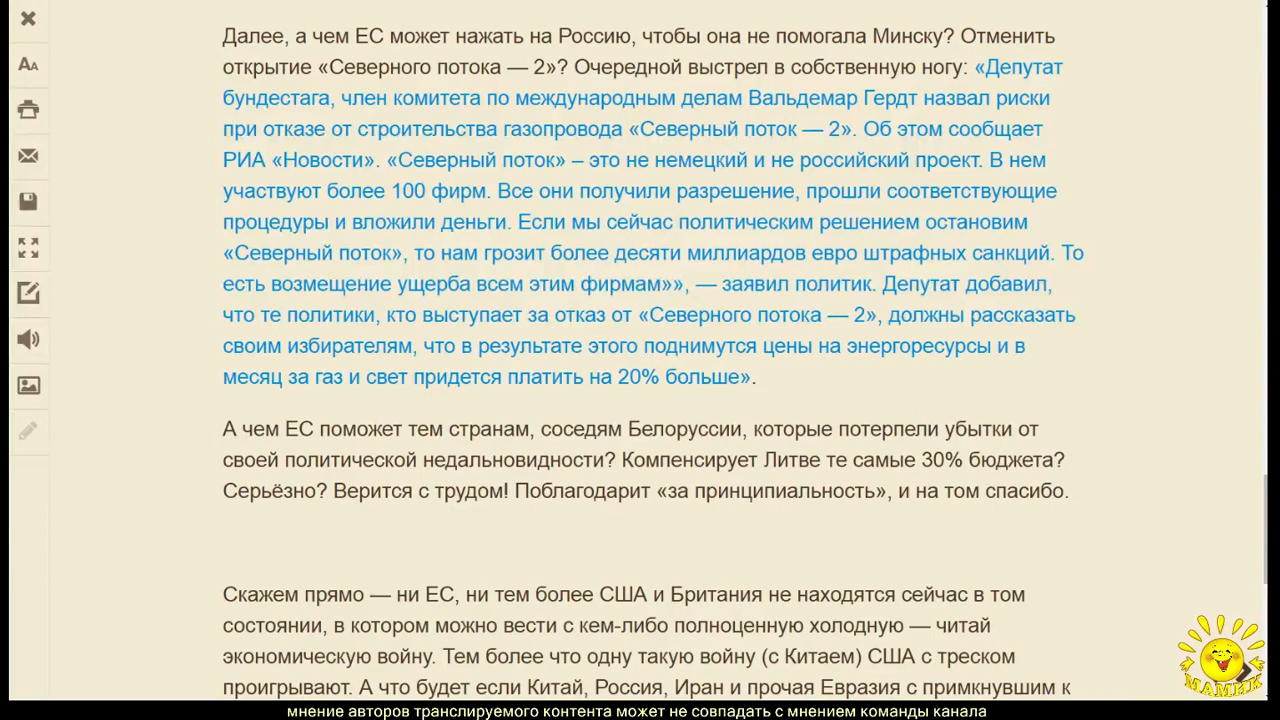 Далее, а чем ЕС может нажать на Россию, чтобы она не помогала Минску? Отменить
открытие «Северного потока — 2»? Очередной выстрел в собственную ногу: «Депутат
бундестага, член комитета по международным делам Вальдемар Гердт назвал риски
при отказе от строительства газопровода «Северный поток — 2». Об этом сообщает
РИА «Новости». «Северный поток» – это не немецкий и не российский проект. В нем
участвуют более 100 фирм. Все они получили разрешение, прошли соответствующие
процедуры и вложили деньги. Если мы сейчас политическим решением остановим
«Северный поток», то нам грозит более десяти миллиардов евро штрафных санкций. То
есть возмещение ущерба всем этим фирмам»», — заявил политик. Депутат добавил,
что те политики, кто выступает за отказ от «Северного потока — 2», должны рассказать
своим избирателям, что в результате этого поднимутся цены на энергоресурсы и в
месяц за газ и свет придется платить на 20% больше».
А чем ЕС поможет тем странам, соседям Белоруссии, которые потерпели убытки от
своей политической недальновидности? Компенсирует Литве те самые 30% бюджета?
Серьёзно? Верится с трудом! Поблагодарит «за принципиальность», и на том спасибо.
Скажем прямо — ни ЕС, ни тем более США и Британия не находятся сейчас в том
состоянии, в котором можно вести с кем-либо полноценную холодную — читай
экономическую войну. Тем более что одну такую войну (с Китаем) США с треском
проигрывают. А что будет если Китай, Россия, Иран и прочая Евразия с примкнувшим к
МАМИК
мнение авторов транслируемого контента может не совпадать с мнением команды канала